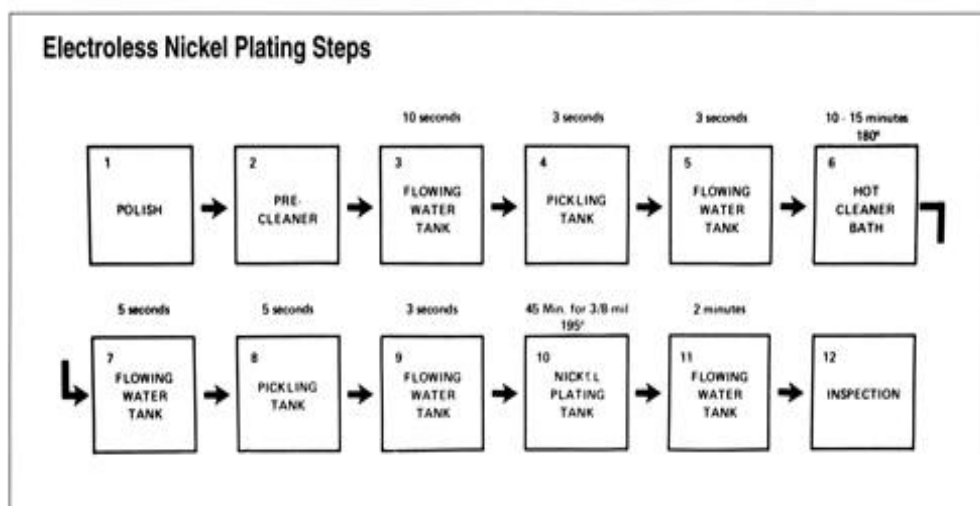 Electroless Nickel Plating Steps
10 seconds
3 seconds
3 seconds
10 - 15 minutes
180°
1
POLISH
2
PRE-
CLEANER
3
FLOWING
WATER
TANK
4
PICKLING
TANK
5
FLOWING
WATER
TANK
6
HOT
CLEANER
BATH
5 seconds
5 seconds
3 seconds
45 Min. for 3/8 mil
195°
2 minutes
7
FLOWING
WATER
TANK
8
PICKLING
TANK
9
FLOWING
WATER
TANK
10
NICKEL
PLATING
TANK
11
FLOWING
WATER
TANK
12
INSPECTION